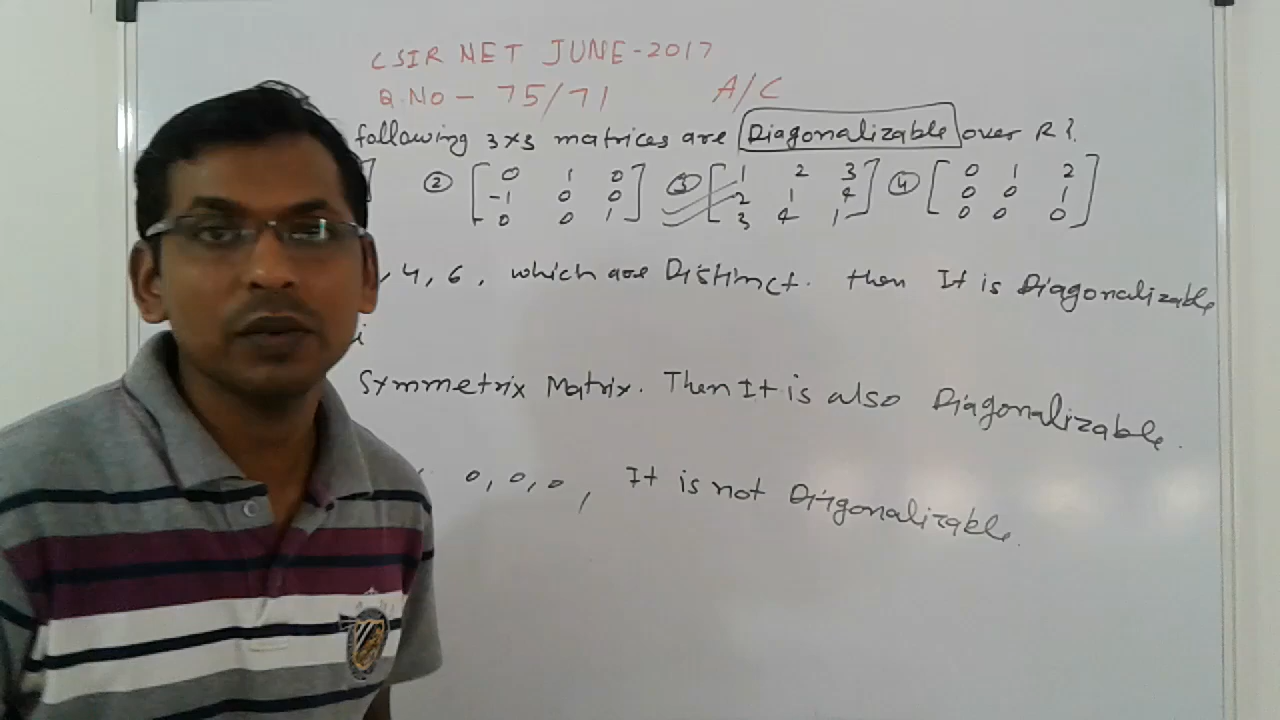 CSIR NET JUNE-2017
Q.No - 75/71 A/C
following 3x3 matrices are Diagonalizable over R?
] ② [ 0 1 0 ③ [ 1 2 3 ] ④ [ 0 1 2 ]
-1 0 0 2 1 4 0 0 1
0 0 1 ] 3 4 1 0 0 0
, 4, 6, which are Distinct. then It is Diagonalizable
i
Symmetrix Matrix. Then It is also Diagonalizable.
0, 0, 0, It is not Diagonalizable.